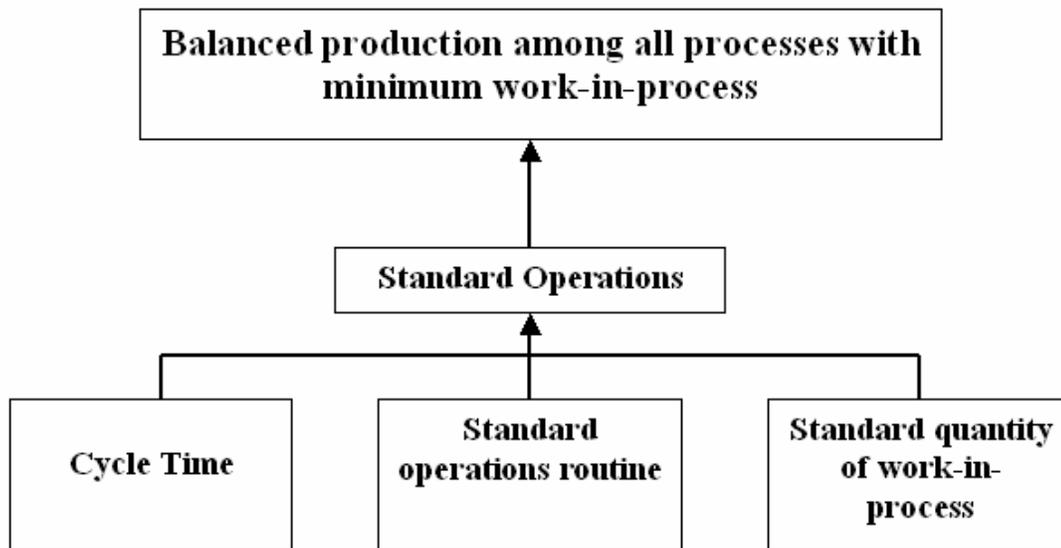 Balanced production among all processes with
minimum work-in-process
Standard Operations
Cycle Time
Standard
operations routine
Standard quantity
of work-in-
process